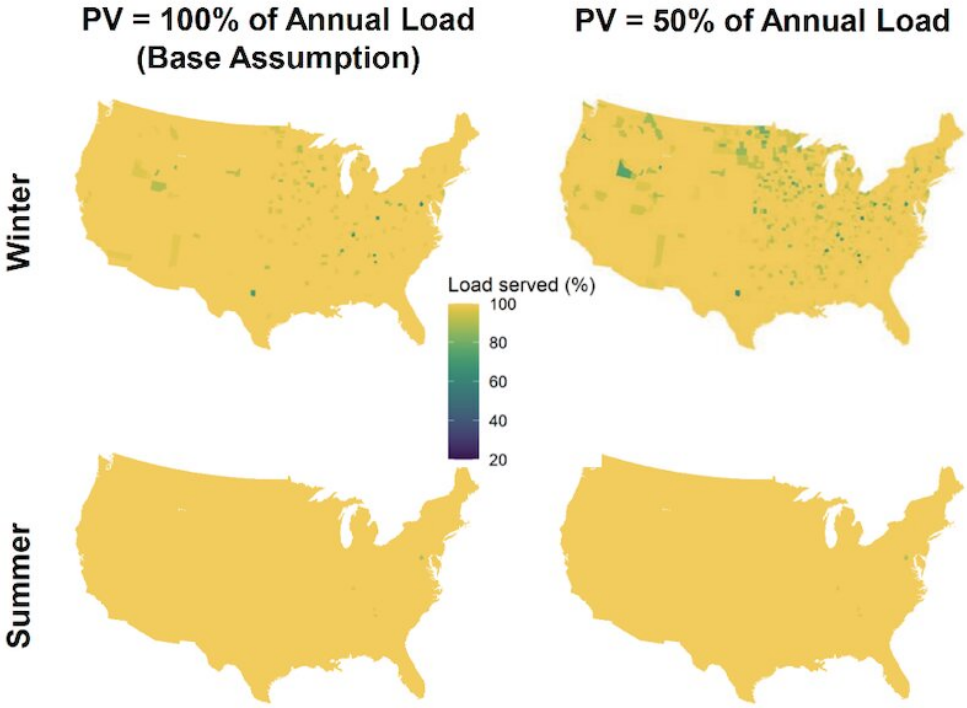 PV = 100% of Annual Load
(Base Assumption)
PV = 50% of Annual Load
Winter
Load served (%)
100
80
60
40
20
Summer